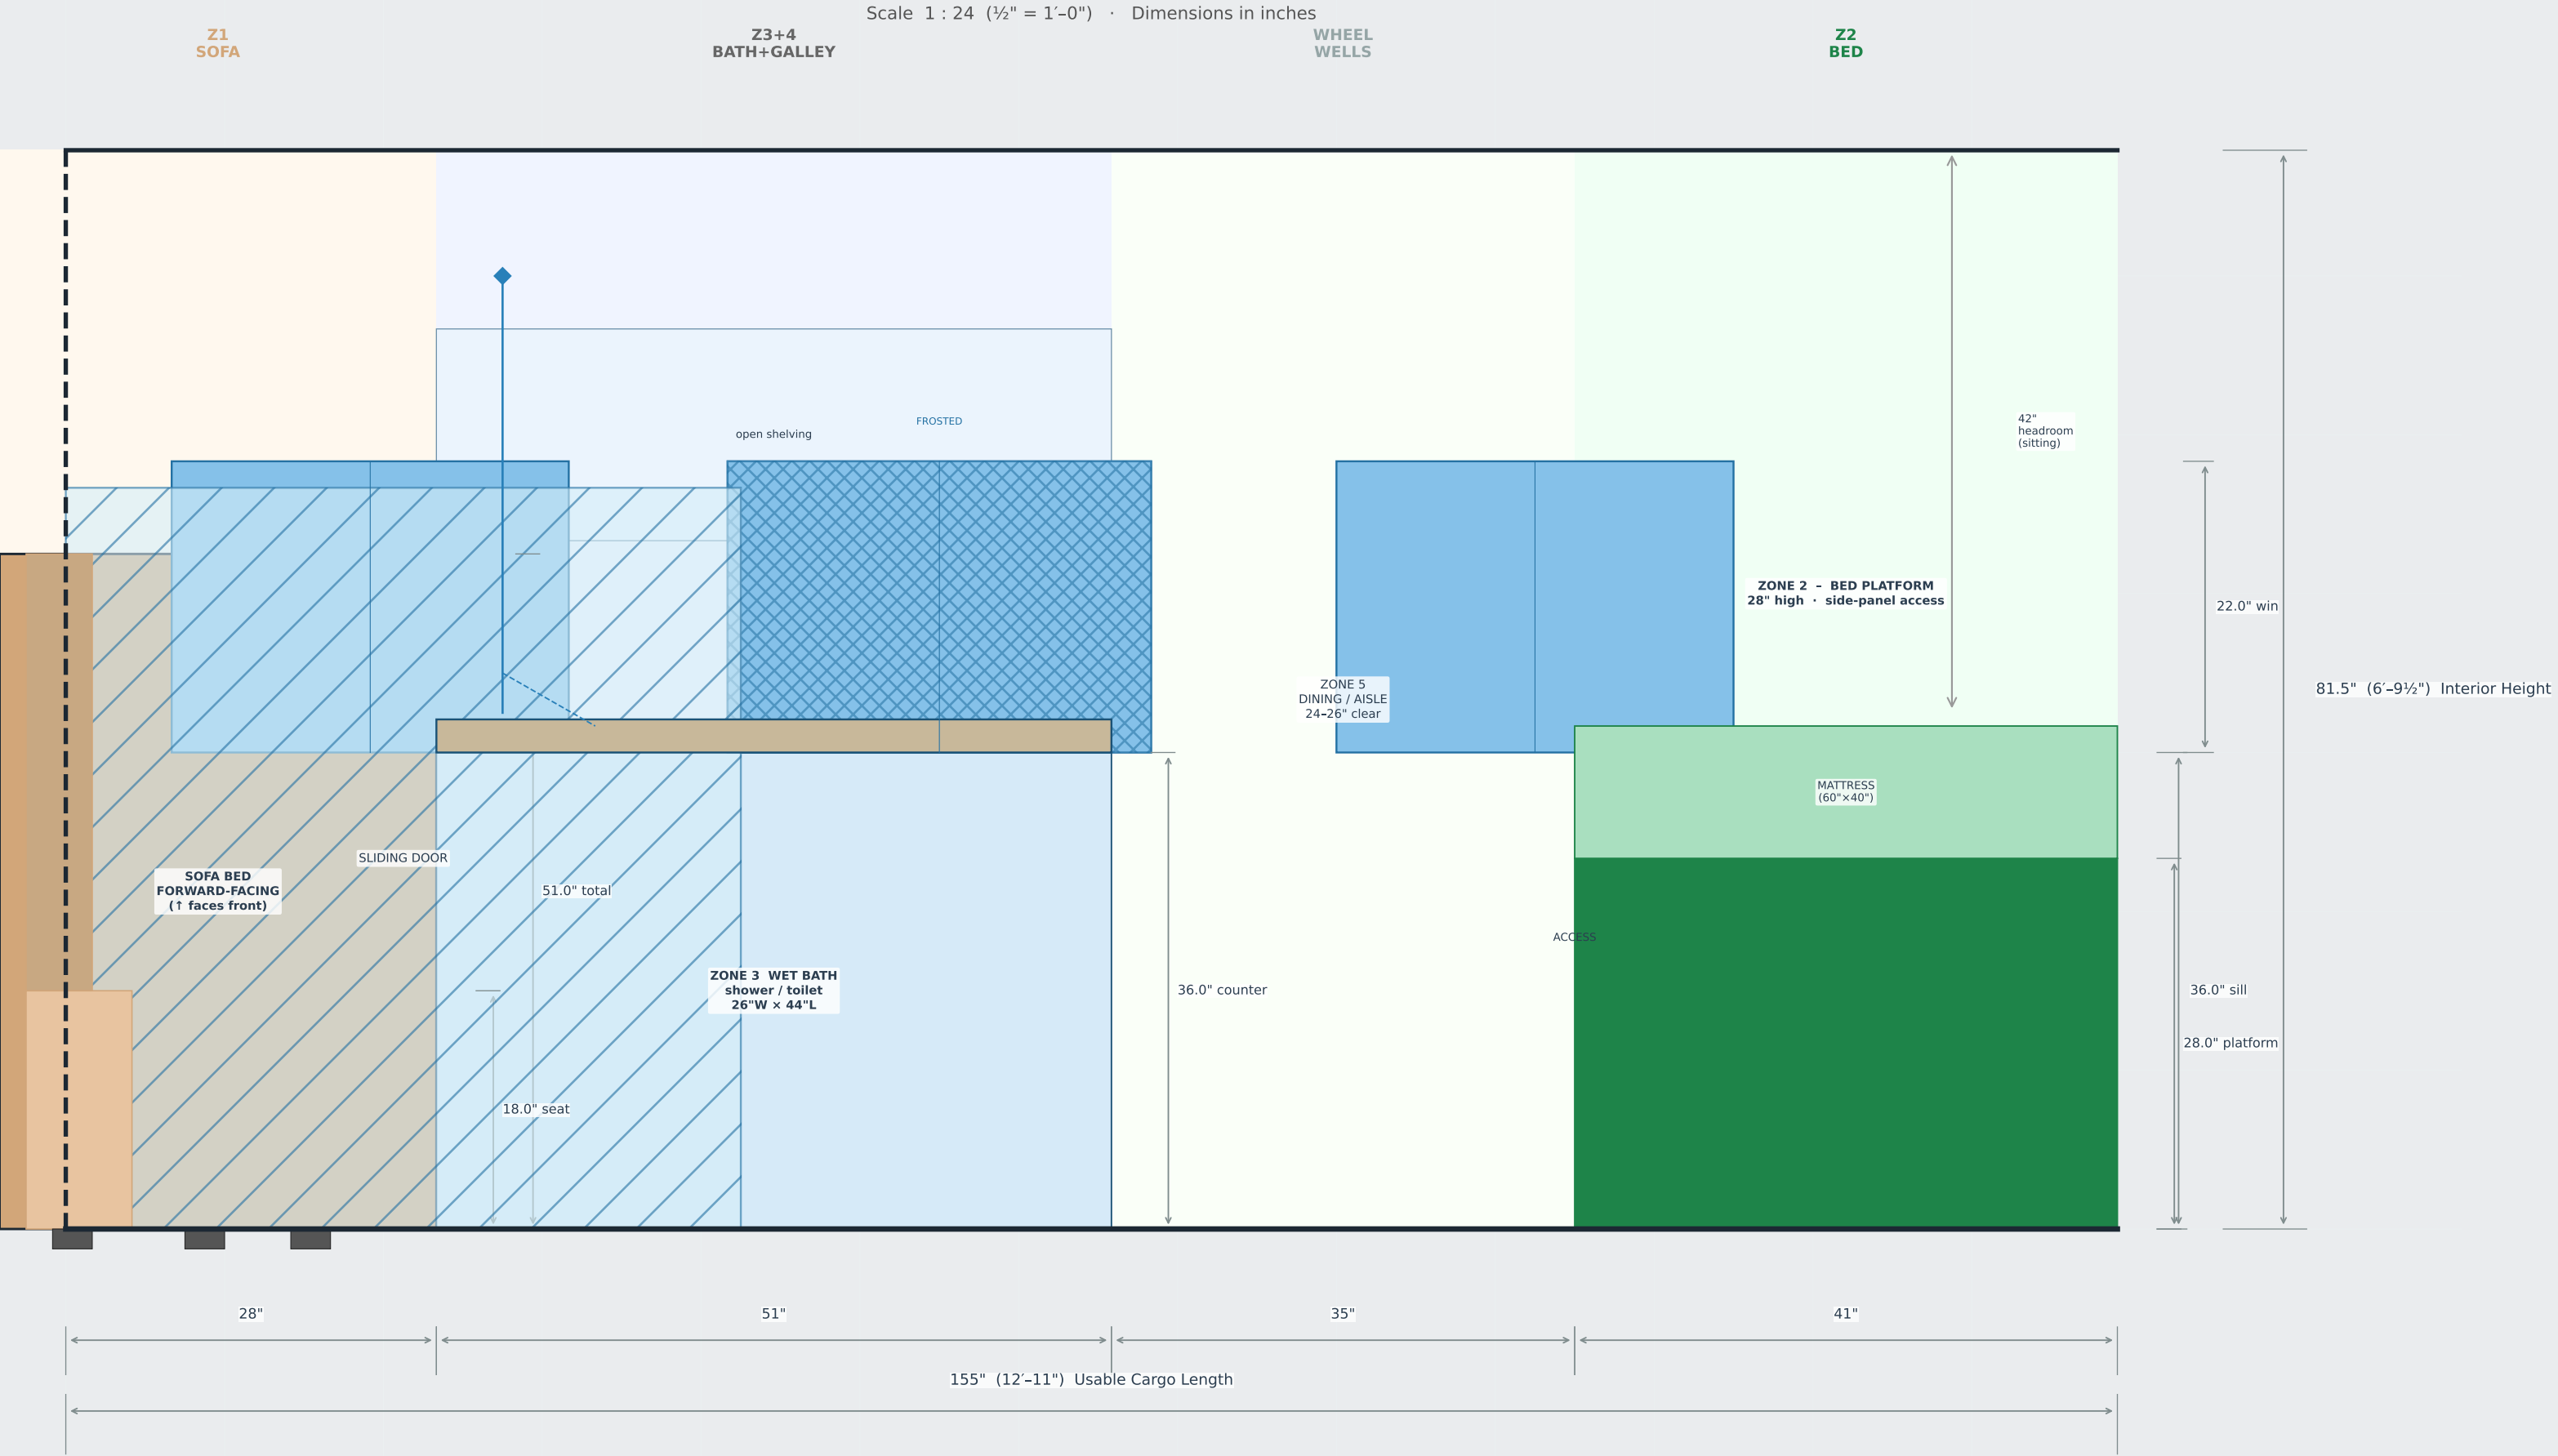 Scale  1 : 24  (½" = 1′–0")  ·  Dimensions in inches
Z1
SOFA
Z3+4
BATH+GALLEY
WHEEL
WELLS
Z2
BED
FROSTED
open shelving
42"
headroom
(sitting)
ZONE 2  –  BED PLATFORM
28" high  ·  side-panel access
22.0" win
ZONE 5
DINING / AISLE
24–26" clear
81.5"  (6′–9½")  Interior Height
MATTRESS
(60"×40")
SLIDING DOOR
SOFA BED
FORWARD-FACING
(↑ faces front)
51.0" total
ACCESS
ZONE 3  WET BATH
shower / toilet
26"W × 44"L
36.0" counter
36.0" sill
28.0" platform
18.0" seat
28"
51"
35"
41"
155"  (12′–11")  Usable Cargo Length